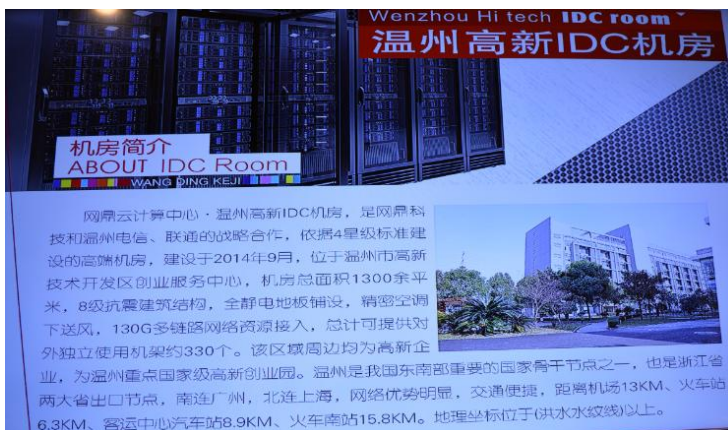 Wenzhou Hi tech IDC room
温州高新IDC机房
机房简介
ABOUT IDC Room
WANG DING KEJI
网鼎云计算中心·温州高新IDC机房，是网鼎科
技和温州电信、联通的战略合作，依据4星级标准建
设的高端机房，建设于2014年9月，位于温州市高新
技术开发区创业服务中心，机房总面积1300余平
米，8级抗震建筑结构，全静电地板铺设，精密空调
下送风，130G多链路网络资源接入，总计可提供对
外独立使用机架约330个。该区域周边均为高新企
业，为温州重点国家级高新创业园。温州是我国东南部重要的国家骨干节点之一，也是浙江省
两大省出口节点，南连广州，北连上海，网络优势明显，交通便捷，距离机场13KM、火车站
6.3KM、客运中心汽车站8.9KM、火车南站15.8KM。地理坐标位于(洪水水纹线)以上。